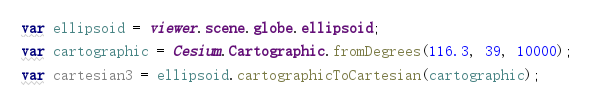 var ellipsoid = viewer.scene.globe.ellipsoid;
var cartographic = Cesium.Cartographic.fromDegrees(116.3, 39, 10000);
var cartesian3 = ellipsoid.cartographicToCartesian(cartographic);